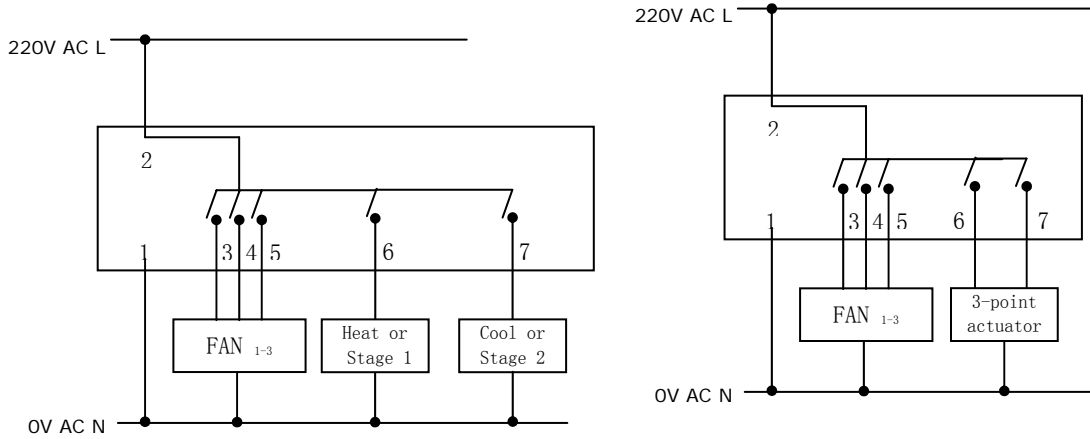 220V AC L
2
1
3 4 5 6 7
FAN 1-3
Heat or
Stage 1
Cool or
Stage 2
0V AC N
220V AC L
2
1
3 4 5 6 7
FAN 1-3
3-point
actuator
0V AC N